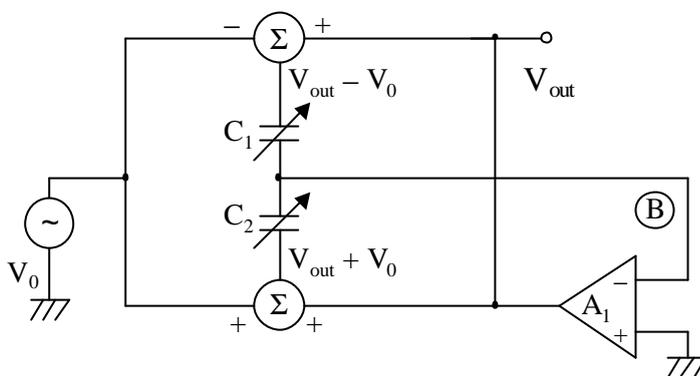 − Σ +
V_out − V_0
V_out
C_1
C_2
B
~
V_0
V_out + V_0
+ Σ +
A_1
−
+